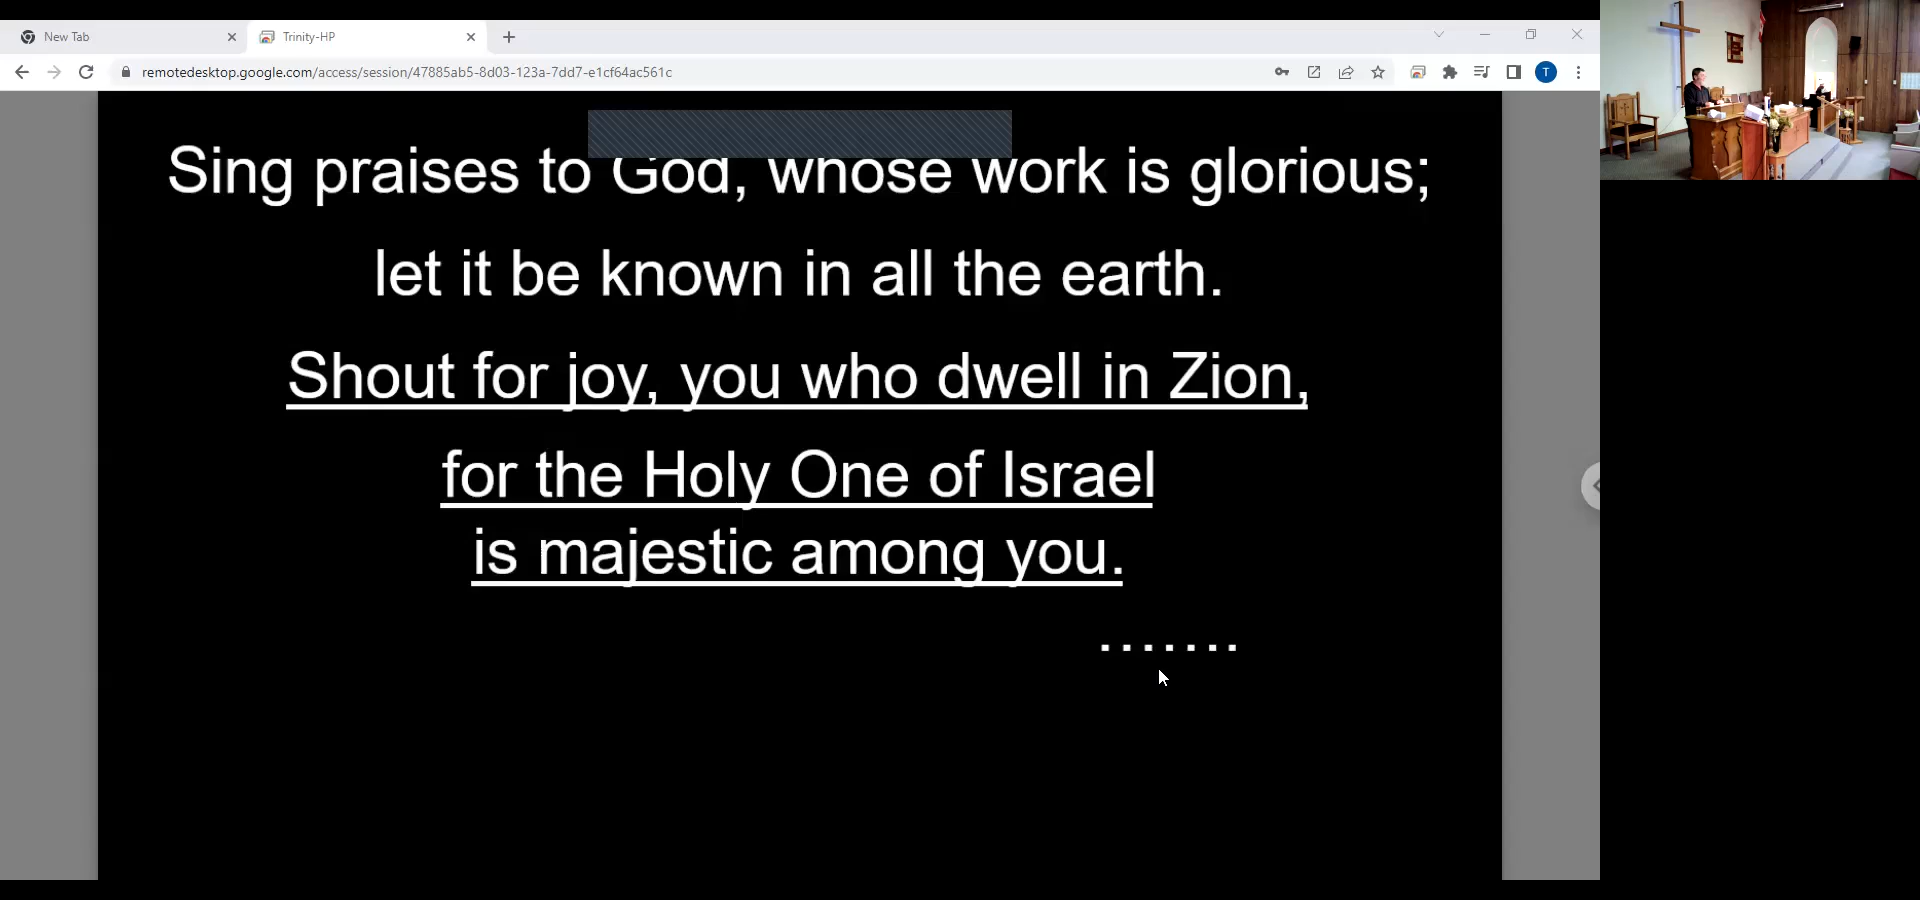 New Tab
Trinity-HP
remotedesktop.google.com/access/session/47885ab5-8d03-123a-7dd7-e1cf64ac561c
T
Sing praises to God, whose work is glorious;
let it be known in all the earth.
Shout for joy, you who dwell in Zion,
for the Holy One of Israel
is majestic among you.
.......